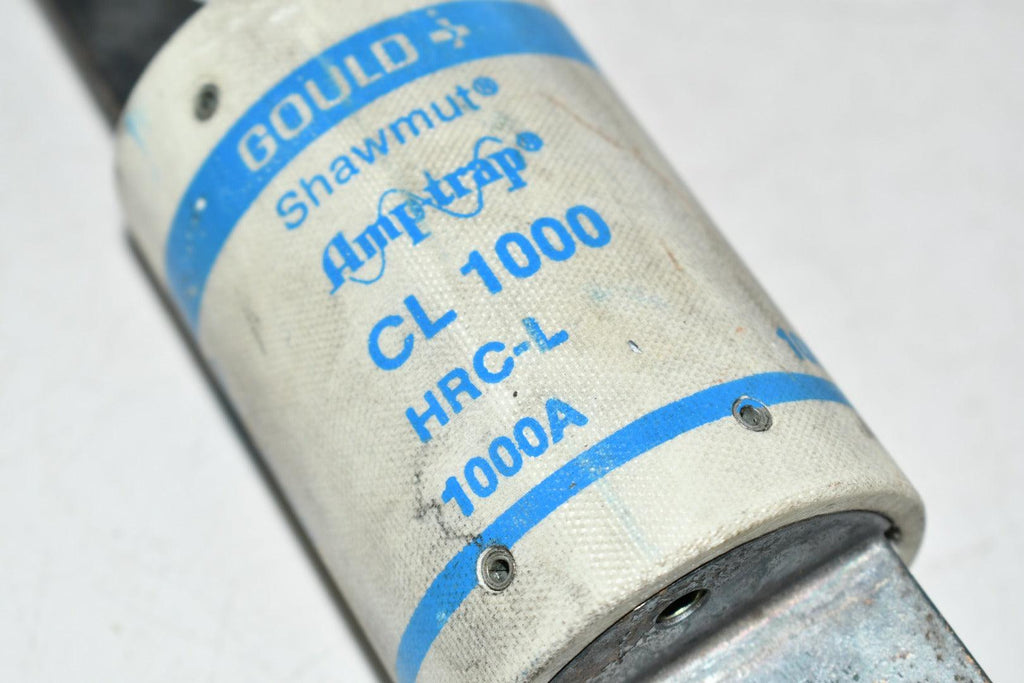 GOULD
Shawmut®
Amp-trap®
CL 1000
HRC-L
1000A